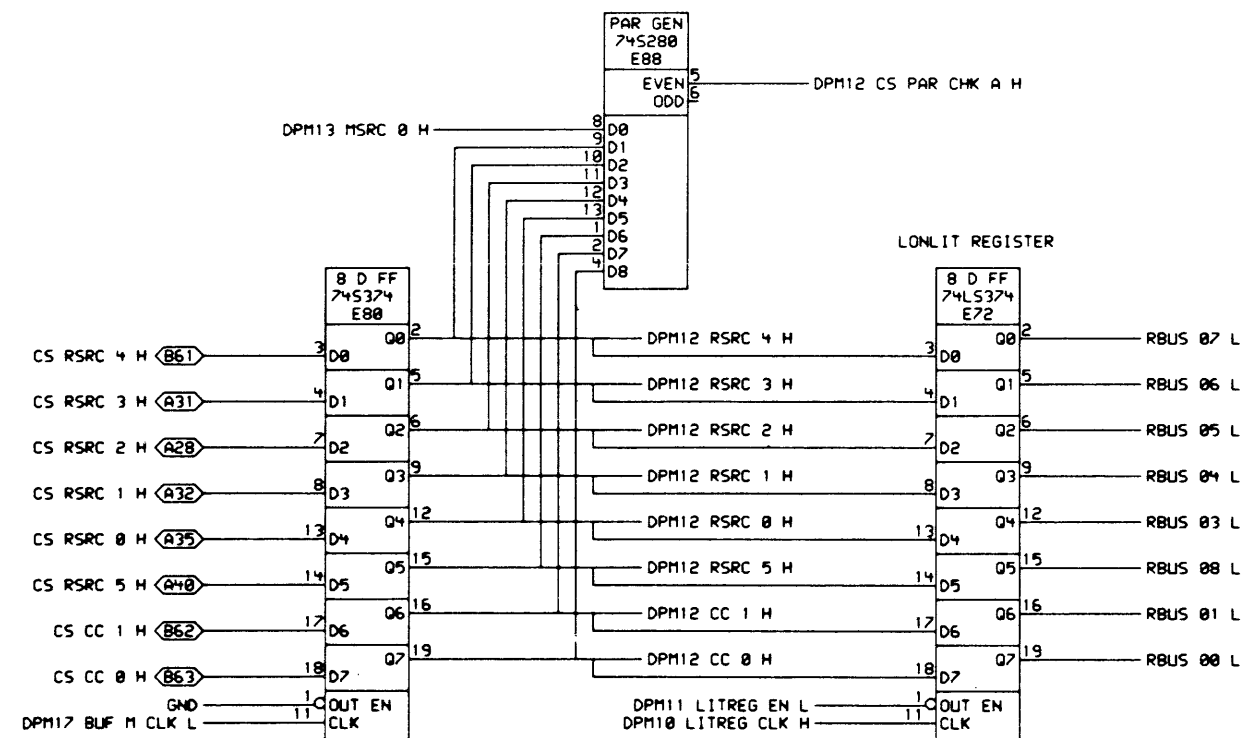 PAR GEN
74S280
E88
EVEN 5
ODD 6
DPM12 CS PAR CHK A H
DPM13 MSRC 0 H
8 D0
9 D1
10 D2
11 D3
12 D4
13 D5
1 D6
2 D7
4 D8
LONLIT REGISTER
8 D FF
74S374
E80
8 D FF
74LS374
E72
Q0 2 DPM12 RSRC 4 H Q0 2 RBUS 07 L
CS RSRC 4 H B61 3 D0 3 D0
Q1 5 DPM12 RSRC 3 H Q1 5 RBUS 06 L
CS RSRC 3 H A31 4 D1 4 D1
Q2 6 DPM12 RSRC 2 H Q2 6 RBUS 05 L
CS RSRC 2 H A28 7 D2 7 D2
Q3 9 DPM12 RSRC 1 H Q3 9 RBUS 04 L
CS RSRC 1 H A32 8 D3 8 D3
Q4 12 DPM12 RSRC 0 H Q4 12 RBUS 03 L
CS RSRC 0 H A35 13 D4 13 D4
Q5 15 DPM12 RSRC 5 H Q5 15 RBUS 08 L
CS RSRC 5 H A40 14 D5 14 D5
Q6 16 DPM12 CC 1 H Q6 16 RBUS 01 L
CS CC 1 H B62 17 D6 17 D6
Q7 19 DPM12 CC 0 H Q7 19 RBUS 00 L
CS CC 0 H B63 18 D7 18 D7
GND 1 OUT EN DPM11 LITREG EN L 1 OUT EN
DPM17 BUF M CLK L 11 CLK DPM10 LITREG CLK H 11 CLK